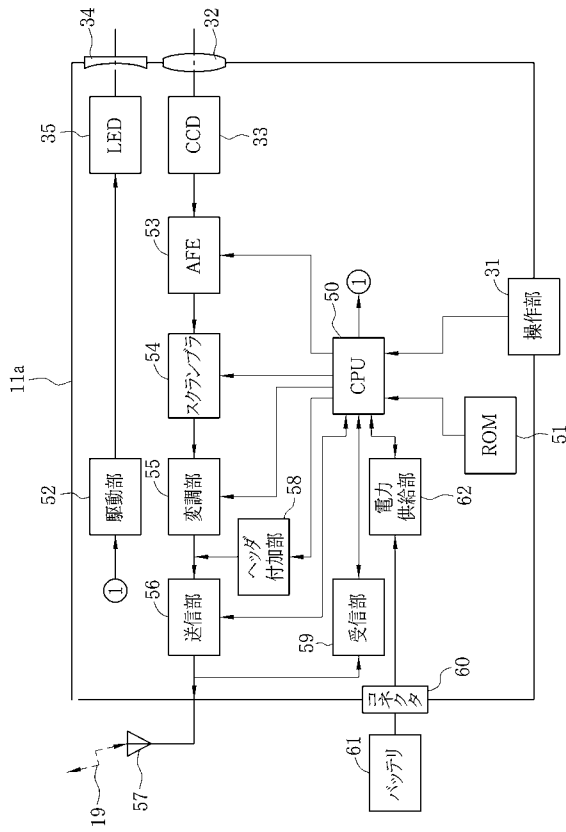 11a
52
駆動部
1
35
LED
34
19
57
56
送信部
55
変調部
54
スクランブラ
53
AFE
33
CCD
32
58
ヘッダ
付加部
50
CPU
1
59
受信部
62
電力
供給部
51
ROM
31
操作部
61
バッテリ
60
コネクタ